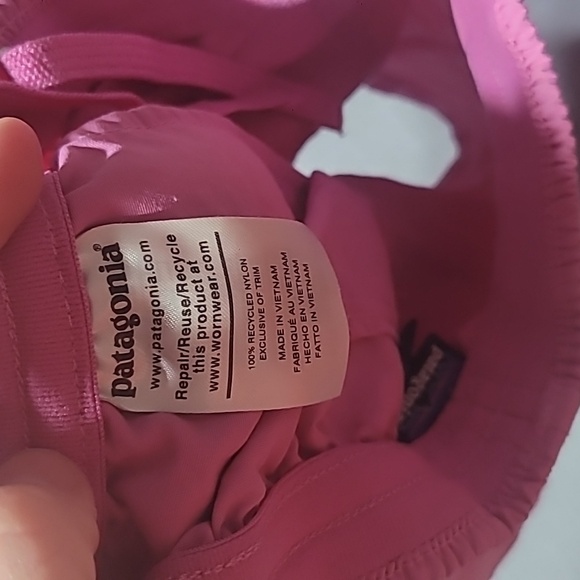 patagonia®
www.patagonia.com
Repair/Reuse/Recycle
this product at
www.wornwear.com
100% RECYCLED NYLON
EXCLUSIVE OF TRIM
MADE IN VIETNAM
FABRIQUÉ AU VIETNAM
HECHO EN VIETNAM
FATTO IN VIETNAM